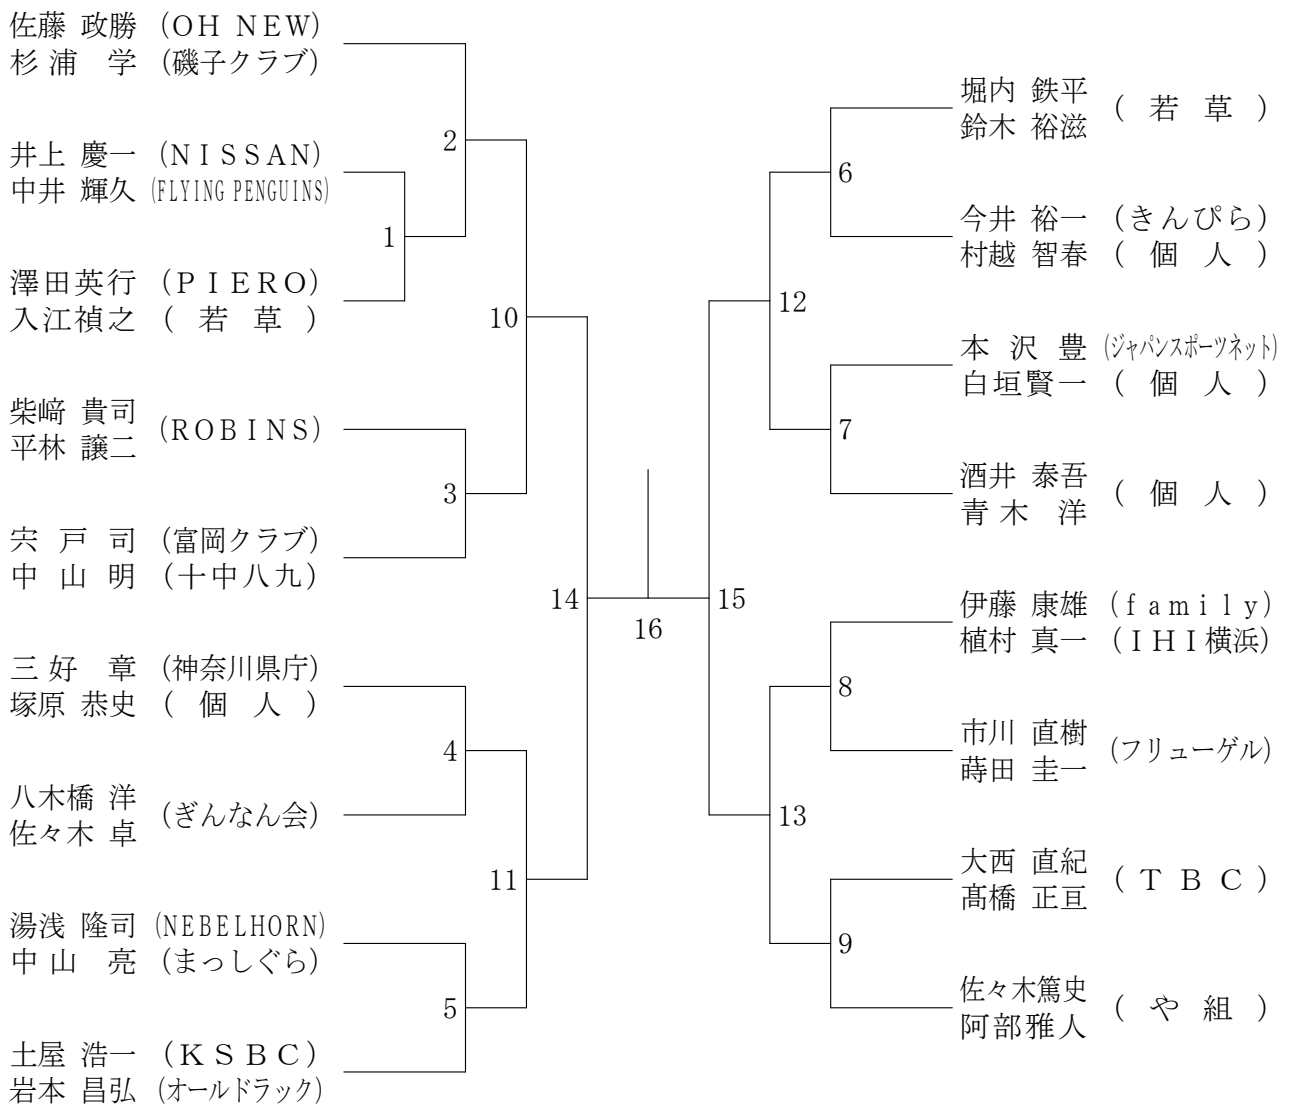 佐藤 政勝 (OH NEW)
杉浦 学 (磯子クラブ)
井上 慶一 (NISSAN)
中井 輝久 (FLYING PENGUINS)
澤田英行 (PIERO)
入江禎之 (若草)
柴﨑 貴司
平林 譲二
(ROBINS)
宍戸司 (富岡クラブ)
中山明 (十中八九)
三好 章 (神奈川県庁)
塚原 恭史 (個人)
八木橋 洋
佐々木 卓
(ぎんなん会)
湯浅 隆司 (NEBELHORN)
中山 亮 (まっしぐら)
土屋 浩一 (KSBC)
岩本 昌弘 (オールドラック)
2
1
10
3
14
4
11
5
16
15
6
12
7
8
13
9
堀内 鉄平
鈴木 裕滋
(若草)
今井 裕一 (きんぴら)
村越 智春 (個人)
本沢豊 (ジャパンスポーツネット)
白垣賢一 (個人)
酒井 泰吾
青木 洋
(個人)
伊藤 康雄 (family)
植村 真一 (IHI横浜)
市川 直樹
蒔田 圭一
(フリューゲル)
大西 直紀
髙橋 正亘
(TBC)
佐々木篤史
阿部雅人
(や組)